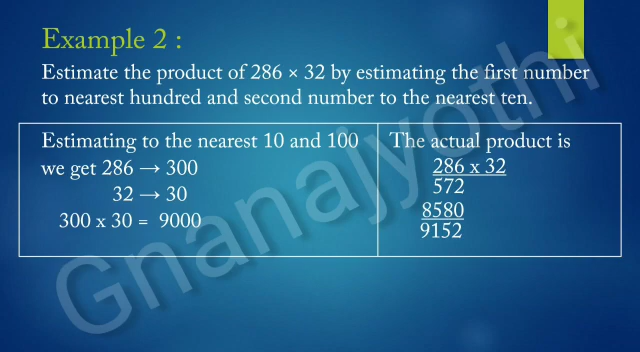 Example 2 :
Estimate the product of 286 × 32 by estimating the first number
to nearest hundred and second number to the nearest ten.
Estimating to the nearest 10 and 100
we get 286 → 300
32 → 30
300 x 30 = 9000
The actual product is
286 x 32
572
8580
9152
Gnanajyothi